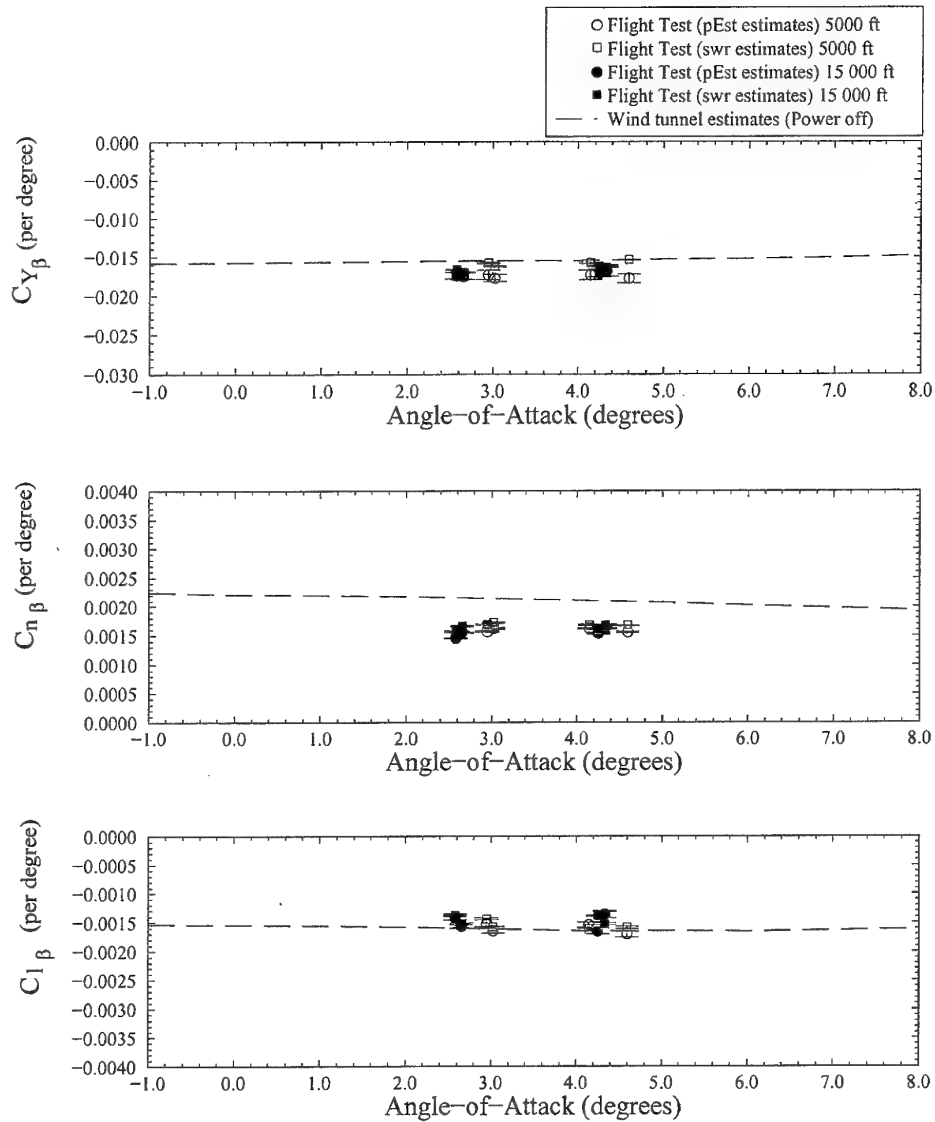 Flight Test (pEst estimates) 5000 ft
Flight Test (swr estimates) 5000 ft
Flight Test (pEst estimates) 15 000 ft
Flight Test (swr estimates) 15 000 ft
Wind tunnel estimates (Power off)
C_Yβ (per degree)
0.000
−0.005
−0.010
−0.015
−0.020
−0.025
−0.030
−1.0 0.0 1.0 2.0 3.0 4.0 5.0 6.0 7.0 8.0
Angle−of−Attack (degrees)
C_n β (per degree)
0.0040
0.0035
0.0030
0.0025
0.0020
0.0015
0.0010
0.0005
0.0000
−1.0 0.0 1.0 2.0 3.0 4.0 5.0 6.0 7.0 8.0
Angle−of−Attack (degrees)
C_l β (per degree)
0.0000
−0.0005
−0.0010
−0.0015
−0.0020
−0.0025
−0.0030
−0.0035
−0.0040
−1.0 0.0 1.0 2.0 3.0 4.0 5.0 6.0 7.0 8.0
Angle−of−Attack (degrees)